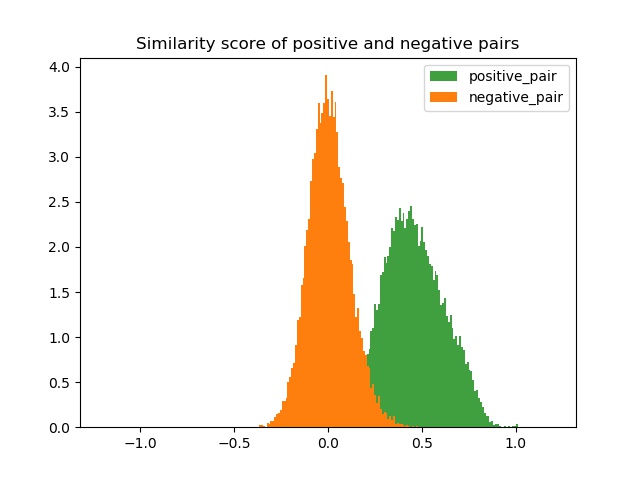 Similarity score of positive and negative pairs
positive_pair
negative_pair
4.0
3.5
3.0
2.5
2.0
1.5
1.0
0.5
0.0
−1.0 −0.5 0.0 0.5 1.0